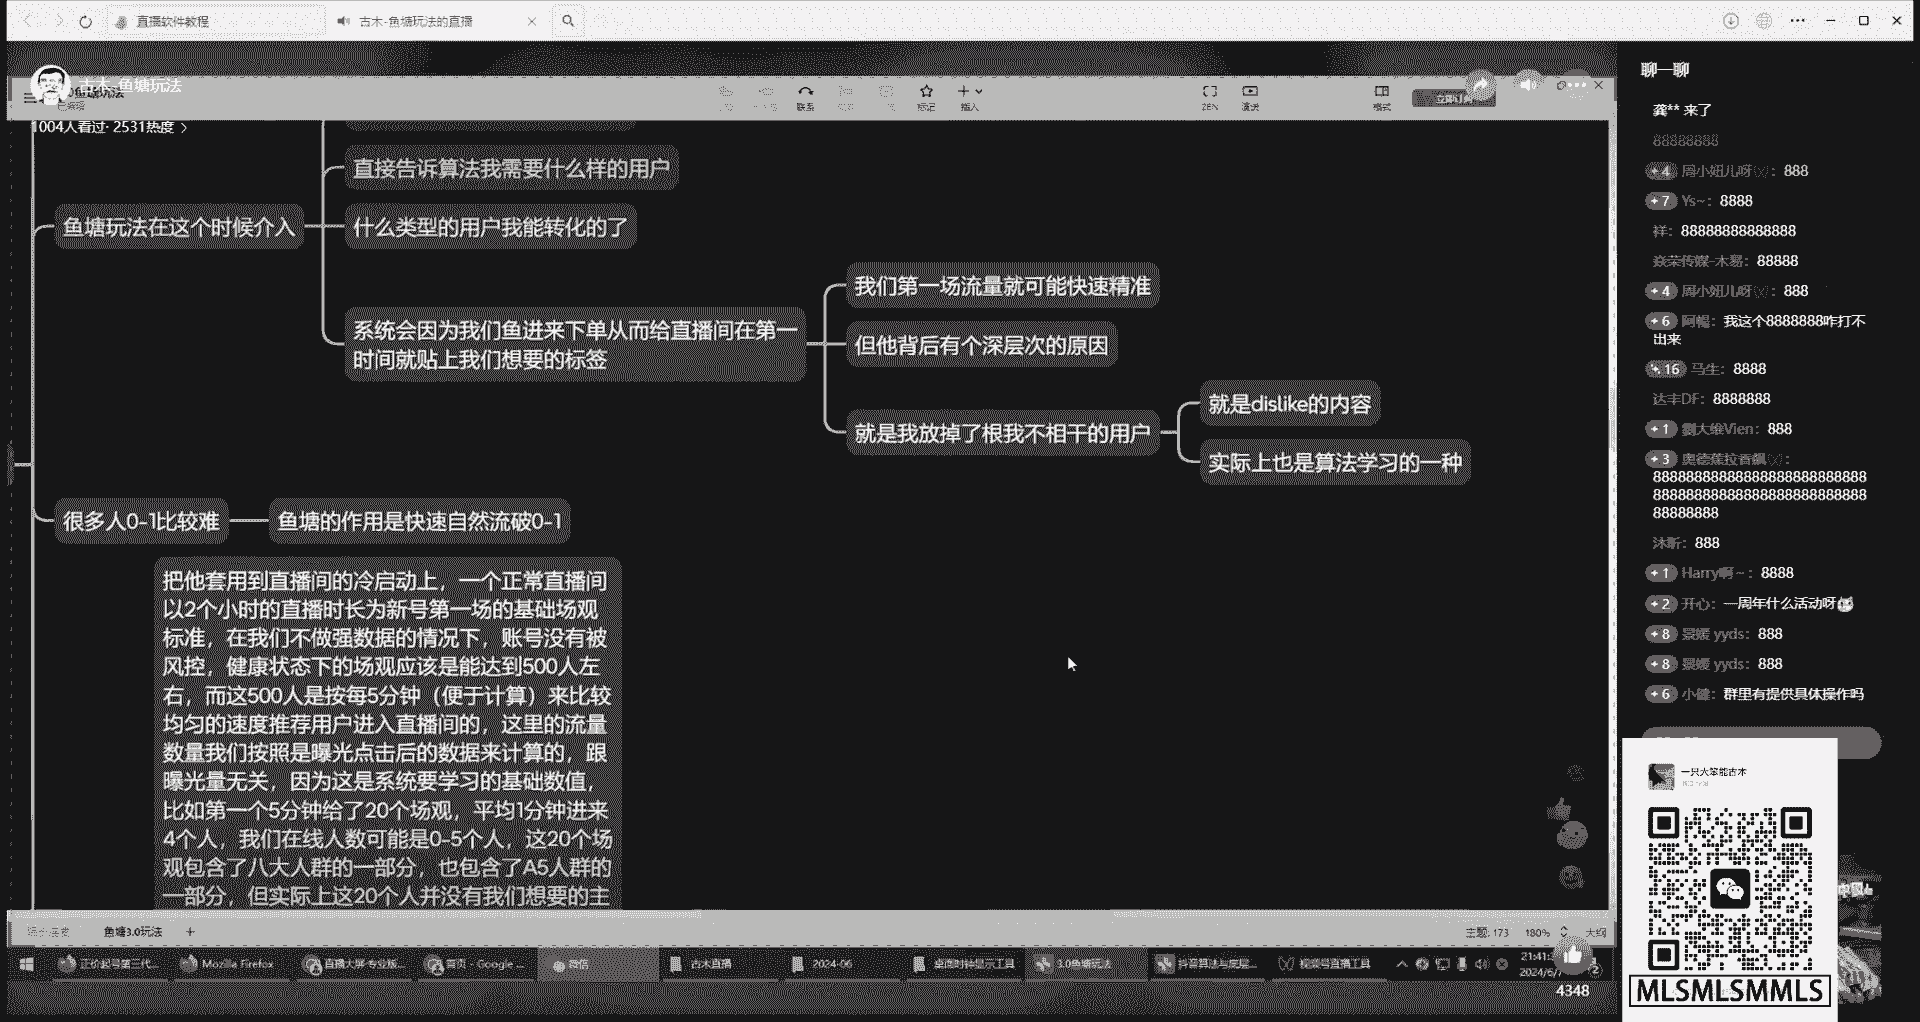 直播软件教程
古木-鱼塘玩法的直播
古木-鱼塘玩法
1004人看过· 2531热度
联系
标记
插入
ZEN
演说
格式
直接告诉算法我需要什么样的用户
鱼塘玩法在这个时候介入
什么类型的用户我能转化的了
系统会因为我们鱼进来下单从而给直播间在第一
时间就贴上我们想要的标签
我们第一场流量就可能快速精准
但他背后有个深层次的原因
就是我放掉了根我不相干的用户
就是dislike的内容
实际上也是算法学习的一种
很多人0-1比较难
鱼塘的作用是快速自然流破0-1
把他套用到直播间的冷启动上，一个正常直播间
以2个小时的直播时长为新号第一场的基础场观
标准，在我们不做强数据的情况下，账号没有被
风控，健康状态下的场观应该是能达到500人左
右，而这500人是按每5分钟（便于计算）来比较
均匀的速度推荐用户进入直播间的，这里的流量
数量我们按照是曝光点击后的数据来计算的，跟
曝光量无关，因为这是系统要学习的基础数值，
比如第一个5分钟给了20个场观，平均1分钟进来
4个人，我们在线人数可能是0-5个人，这20个场
观包含了八大人群的一部分，也包含了A5人群的
一部分，但实际上这20个人并没有我们想要的主
鱼塘3.0玩法
主题: 173
180%
大纲
正价起号第三代...
Mozilla Firefox
直播大屏-专业版...
首页 - Google ...
微信
古木直播
2024-06
桌面时钟显示工具
3.0鱼塘玩法
抖音算法与底层...
视频号直播工具
21:41:
2024/6/7
4348
聊一聊
龚** 来了
88888888
4 周小妞儿呀: 888
7 Ys~: 8888
祥: 88888888888888
焱荣传媒-木易: 88888
4 周小妞儿呀: 888
6 阿帽: 我这个8888888咋打不
出来
16 马生: 8888
达丰DF: 8888888
1 劉大维Vien: 888
3 奥德蕉拉香飙:
88888888888888888888888888
88888888888888888888888888
88888888
沐昕: 888
1 Harry啊~: 8888
2 开心: 一周年什么活动呀
8 景媛 yyds: 888
8 景媛 yyds: 888
6 小健: 群里有提供具体操作吗
一只大笨能古木
MLSMLSMMLS